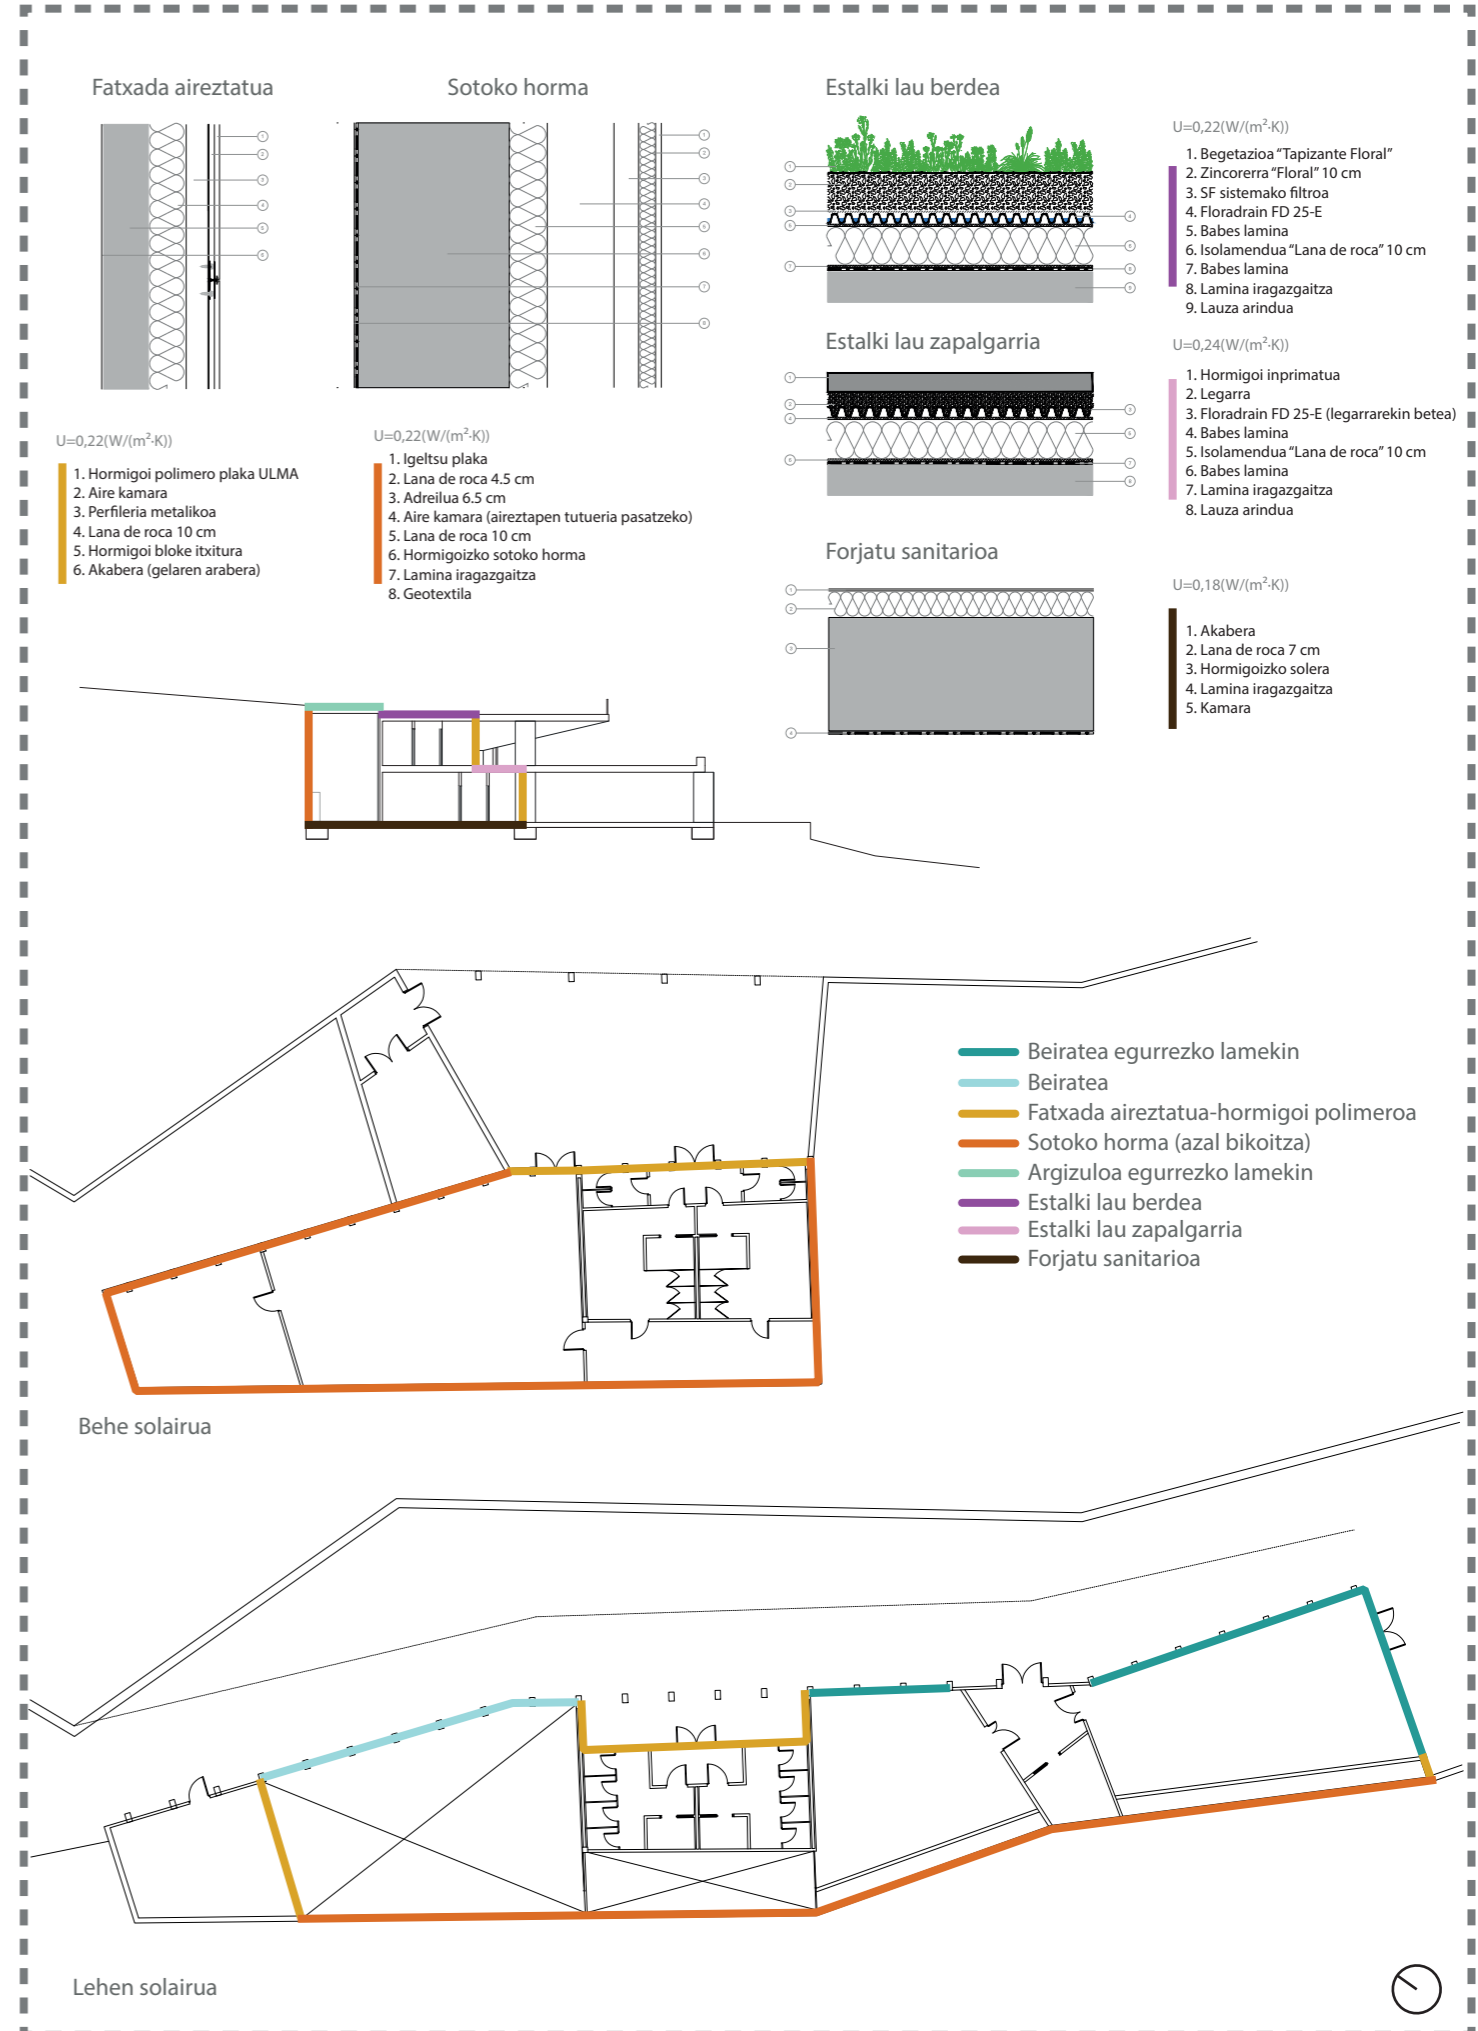 Fatxada aireztatua
Sotoko horma
U=0,22(W/(m²·K))
1. Hormigoi polimero plaka ULMA
2. Aire kamara
3. Perfileria metalikoa
4. Lana de roca 10 cm
5. Hormigoi bloke itxitura
6. Akabera (gelaren arabera)
U=0,22(W/(m²·K))
1. Igeltsu plaka
2. Lana de roca 4.5 cm
3. Adreilua 6.5 cm
4. Aire kamara (aireztapen tutueria pasatzeko)
5. Lana de roca 10 cm
6. Hormigoizko sotoko horma
7. Lamina iragazgaitza
8. Geotextila
Estalki lau berdea
U=0,22(W/(m²·K))
1. Begetazioa "Tapizante Floral"
2. Zincorerra "Floral" 10 cm
3. SF sistemako filtroa
4. Floradrain FD 25-E
5. Babes lamina
6. Isolamendua "Lana de roca" 10 cm
7. Babes lamina
8. Lamina iragazgaitza
9. Lauza arindua
Estalki lau zapalgarria
U=0,24(W/(m²·K))
1. Hormigoi inprimatua
2. Legarra
3. Floradrain FD 25-E (legarrarekin betea)
4. Babes lamina
5. Isolamendua "Lana de roca" 10 cm
6. Babes lamina
7. Lamina iragazgaitza
8. Lauza arindua
Forjatu sanitarioa
U=0,18(W/(m²·K))
1. Akabera
2. Lana de roca 7 cm
3. Hormigoizko solera
4. Lamina iragazgaitza
5. Kamara
Beiratea egurrezko lamekin
Beiratea
Fatxada aireztatua-hormigoi polimeroa
Sotoko horma (azal bikoitza)
Argizuloa egurrezko lamekin
Estalki lau berdea
Estalki lau zapalgarria
Forjatu sanitarioa
Behe solairua
Lehen solairua